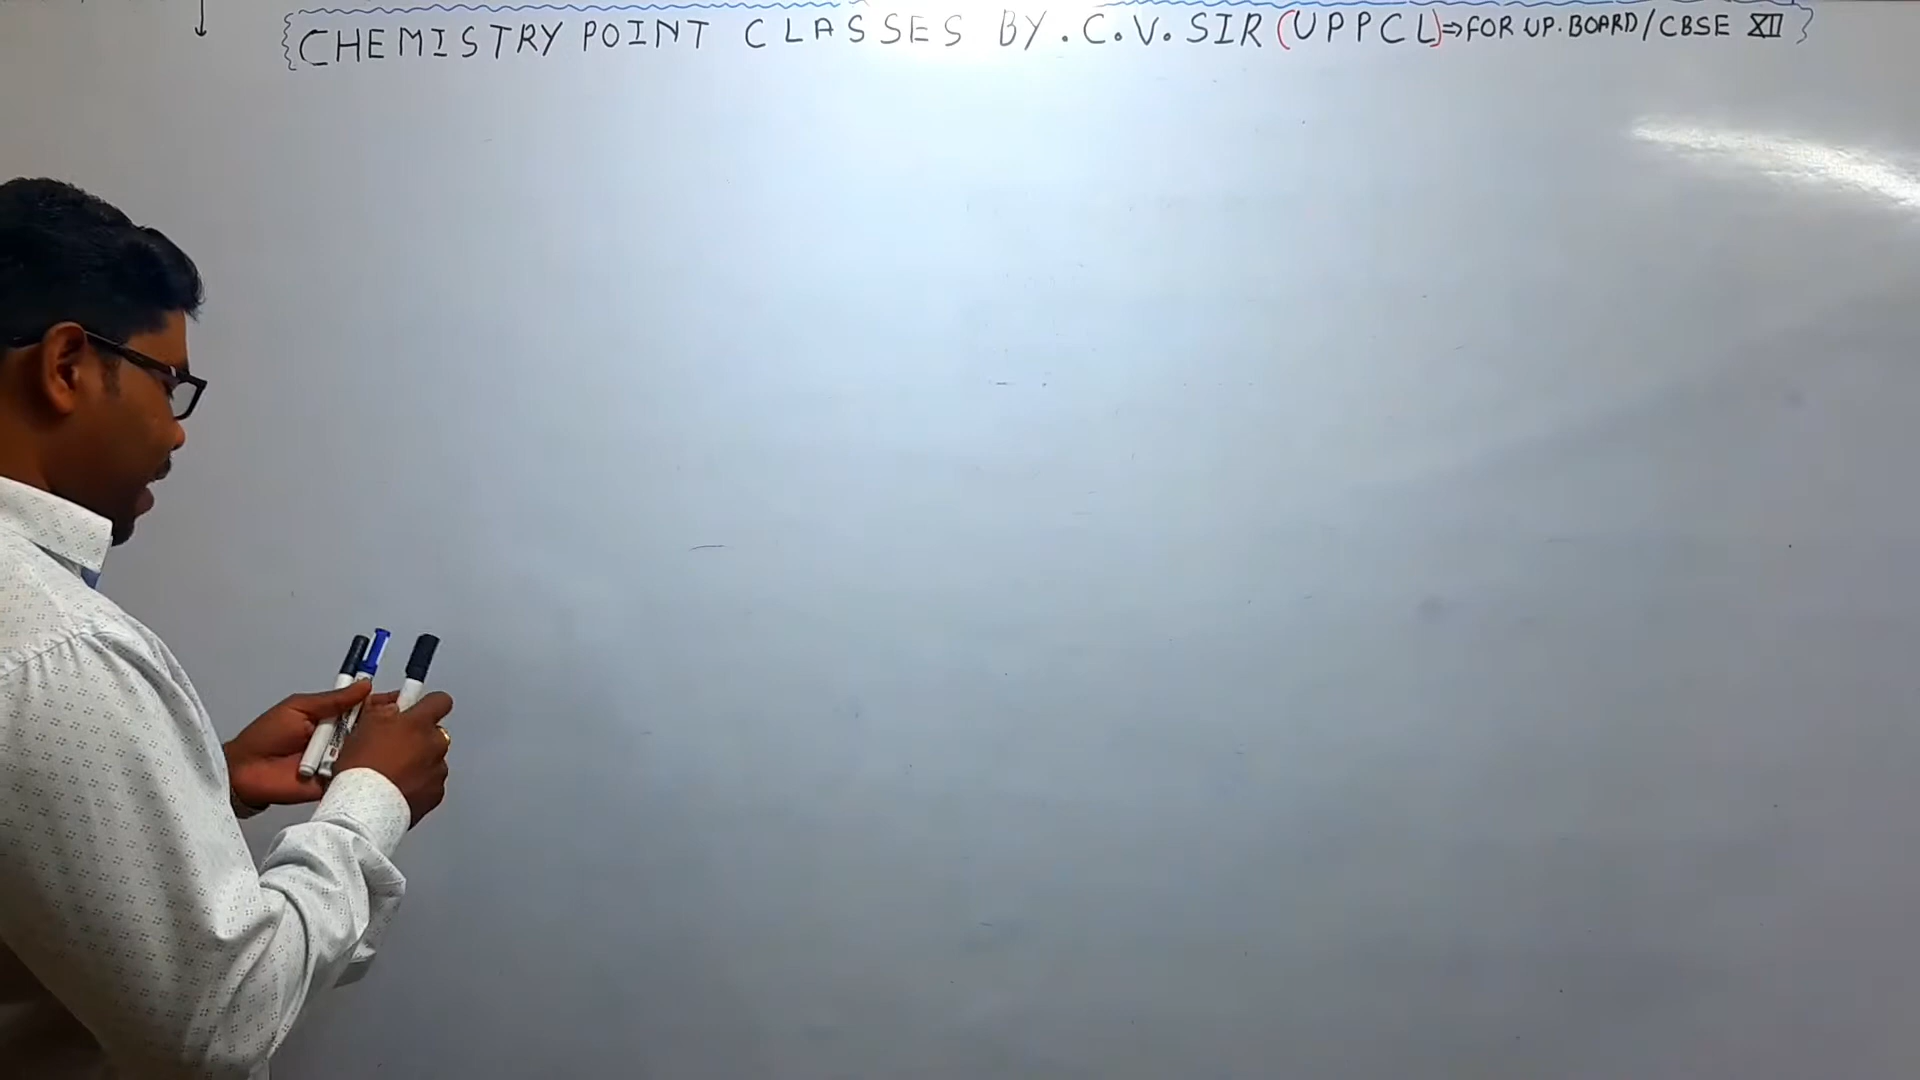 CHEMISTRY POINT CLASSES BY. C.V. SIR (UPPCL)⇒FOR UP.BOARD/CBSE XII